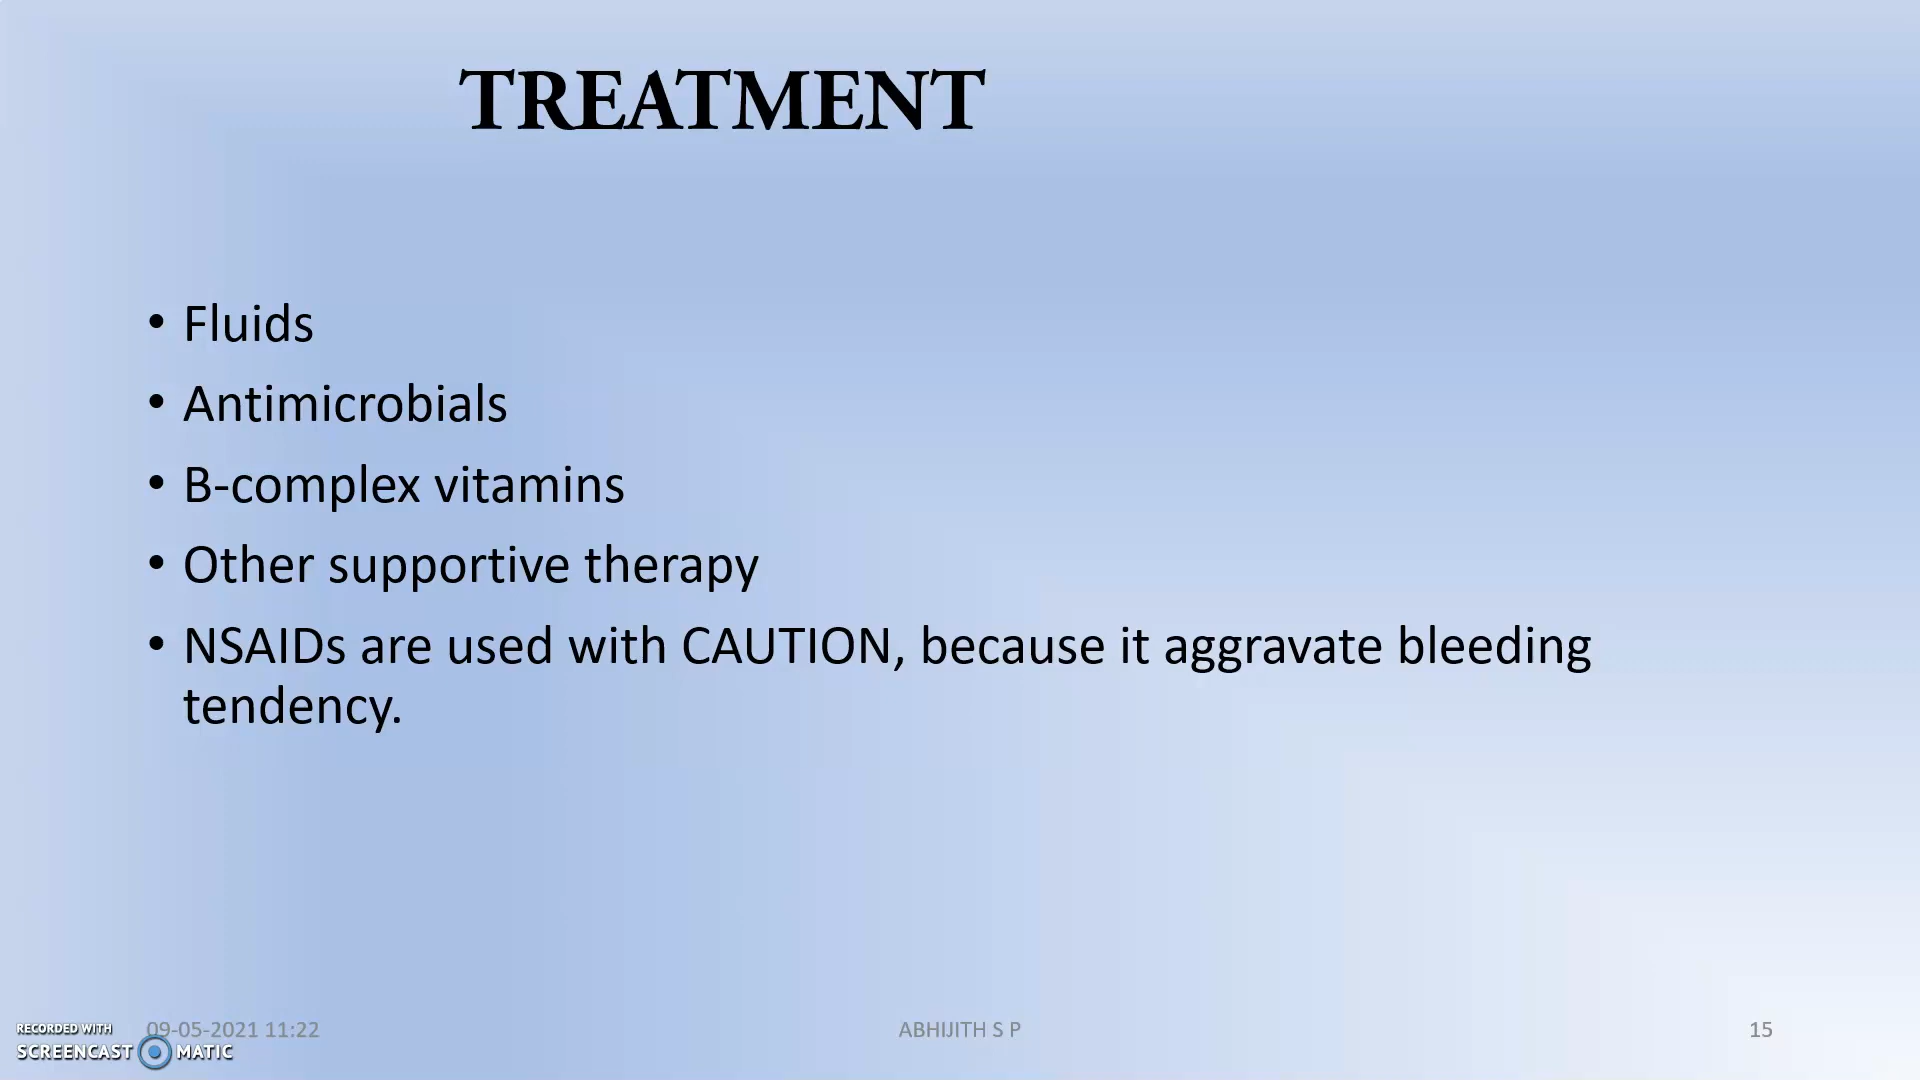 TREATMENT
• Fluids
• Antimicrobials
• B-complex vitamins
• Other supportive therapy
• NSAIDs are used with CAUTION, because it aggravate bleeding
tendency.
RECORDED WITH
SCREENCAST MATIC
09-05-2021 11:22
ABHIJITH S P
15